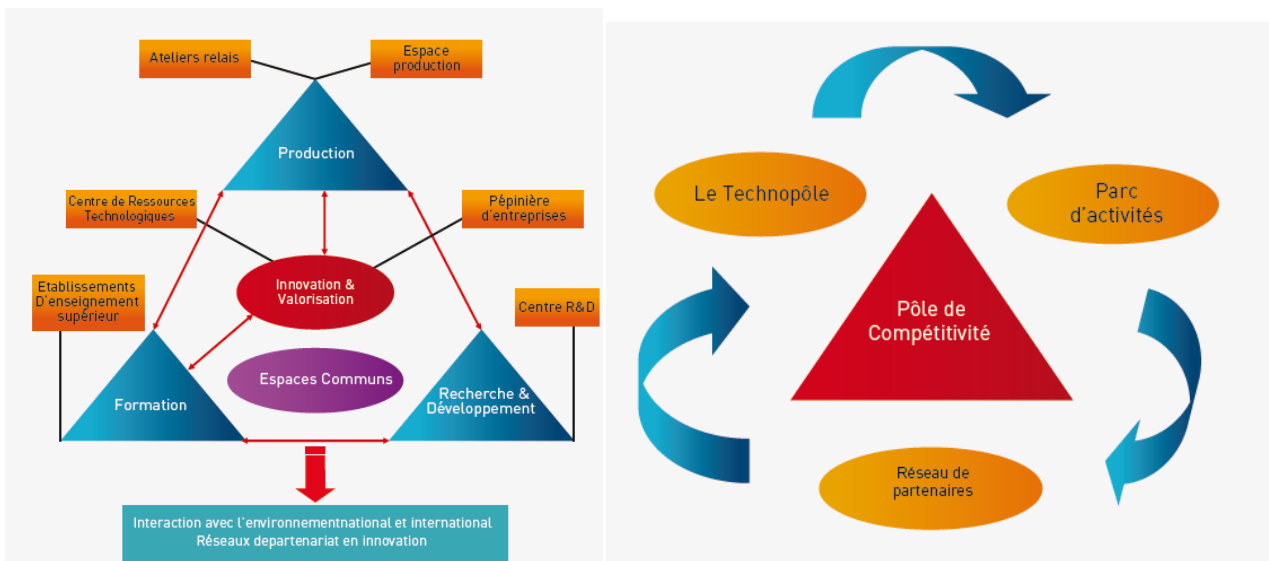 Ateliers relais
Espace
production
Production
Centre de Ressources
Technologiques
Pépinière
d'entreprises
Innovation &
Valorisation
Etablissements
D'enseignement
supérieur
Centre R&D
Espaces Communs
Formation
Recherche &
Développement
Interaction avec l'environnementnational et international
Réseaux departenariat en innovation
Le Technopôle
Parc
d'activités
Pôle de
Compétitivité
Réseau de
partenaires